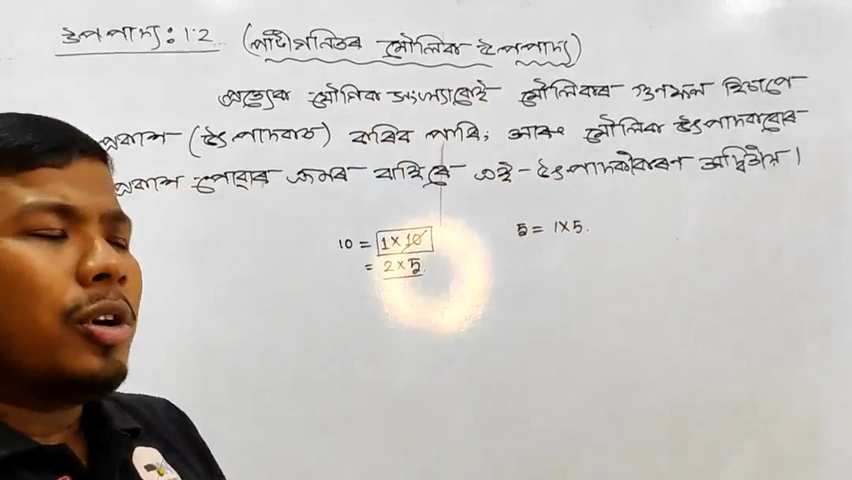 উপপাদ্য: 1.2 (পাটীগণিতৰ মৌলিক উপপাদ্য)
প্ৰত্যেক যৌগিক সংখ্যাকেই মৌলিকৰ গুণফল হিচাপে
প্ৰকাশ (উৎপাদকত) কৰিব পাৰি; আৰু মৌলিক উৎপাদকবোৰ
প্ৰকাশ পোৱাৰ ক্ৰমৰ বাহিৰে এই উৎপাদকীকৰণ অদ্বিতীয়।
10 = 1×10 5 = 1×5.
= 2×5.